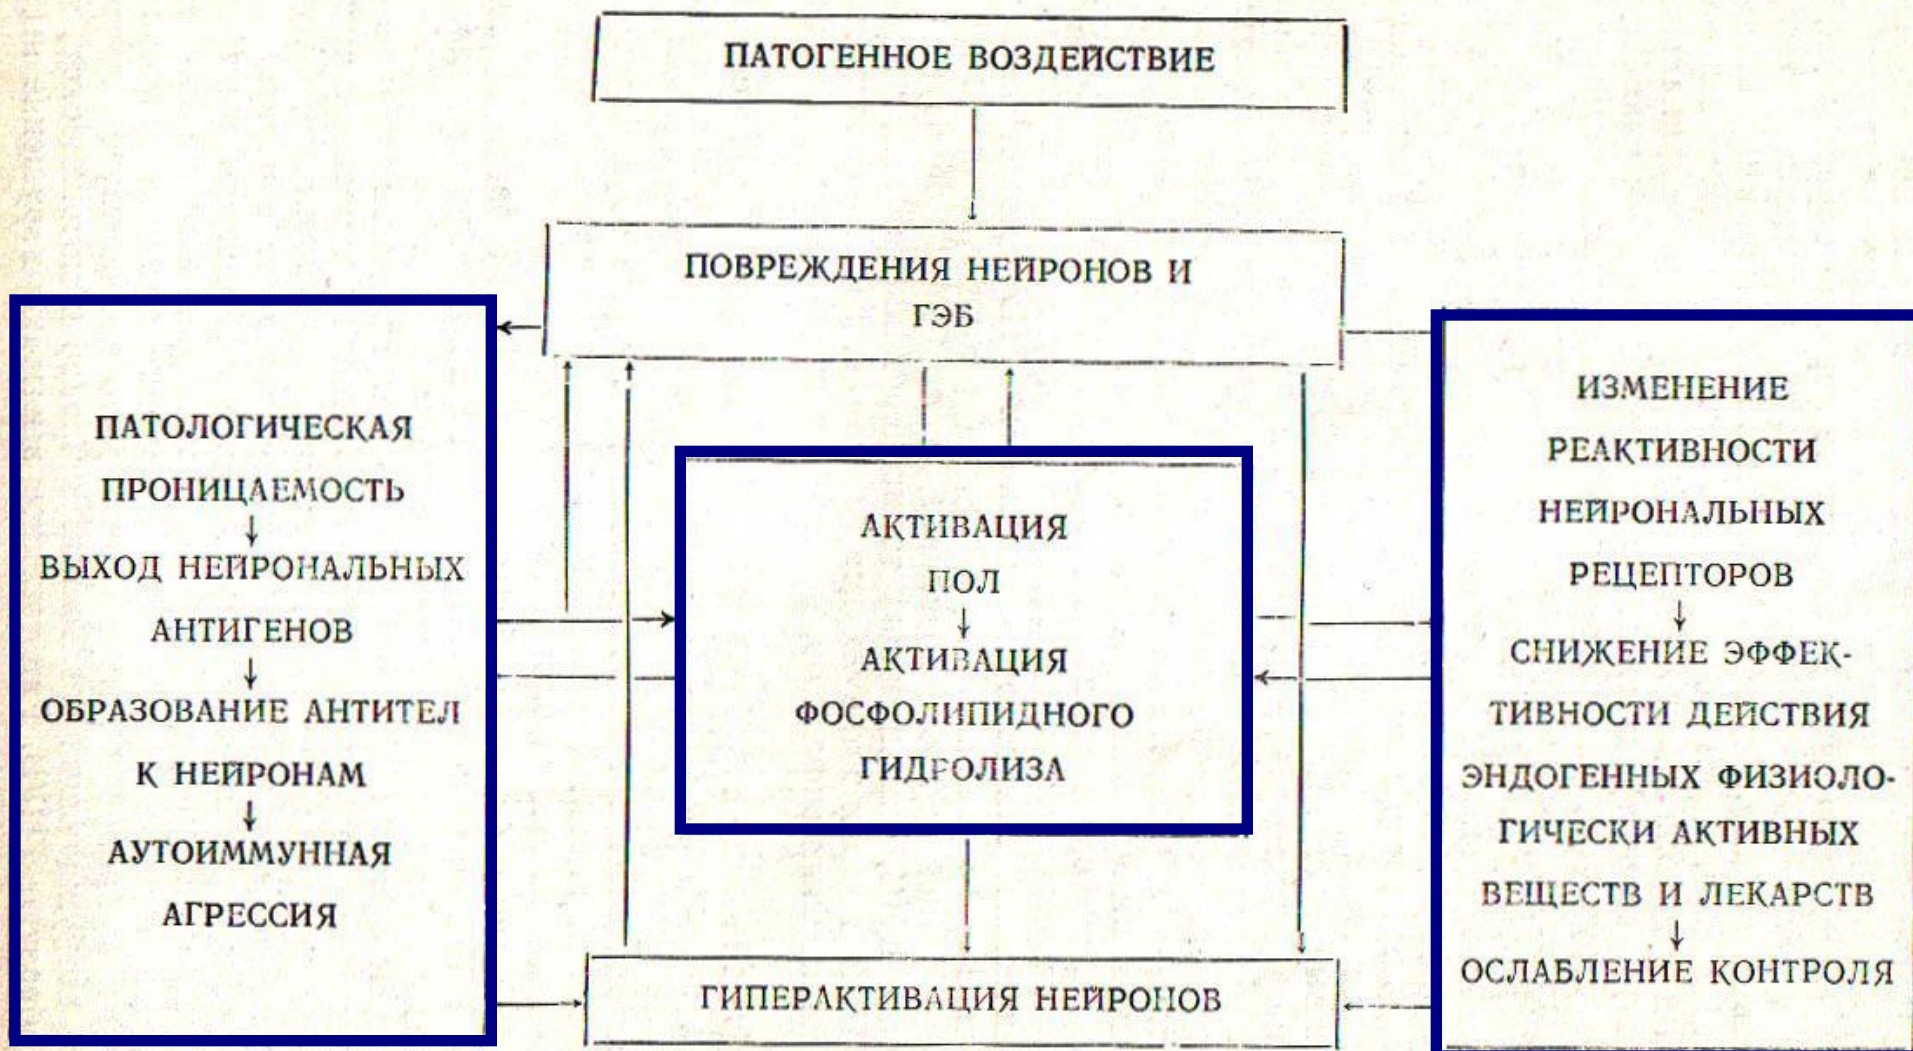 ПАТОГЕННОЕ ВОЗДЕЙСТВИЕ
ПОВРЕЖДЕНИЯ НЕЙРОНОВ И
ГЭБ
ПАТОЛОГИЧЕСКАЯ
ПРОНИЦАЕМОСТЬ
↓
ВЫХОД НЕЙРОНАЛЬНЫХ
АНТИГЕНОВ
↓
ОБРАЗОВАНИЕ АНТИТЕЛ
К НЕЙРОНАМ
↓
АУТОИММУННАЯ
АГРЕССИЯ
АКТИВАЦИЯ
ПОЛ
↓
АКТИВАЦИЯ
ФОСФОЛИПИДНОГО
ГИДРОЛИЗА
ИЗМЕНЕНИЕ
РЕАКТИВНОСТИ
НЕЙРОНАЛЬНЫХ
РЕЦЕПТОРОВ
↓
СНИЖЕНИЕ ЭФФЕК-
ТИВНОСТИ ДЕЙСТВИЯ
ЭНДОГЕННЫХ ФИЗИОЛО-
ГИЧЕСКИ АКТИВНЫХ
ВЕЩЕСТВ И ЛЕКАРСТВ
↓
ОСЛАБЛЕНИЕ КОНТРОЛЯ
ГИПЕРАКТИВАЦИЯ НЕЙРОНОВ